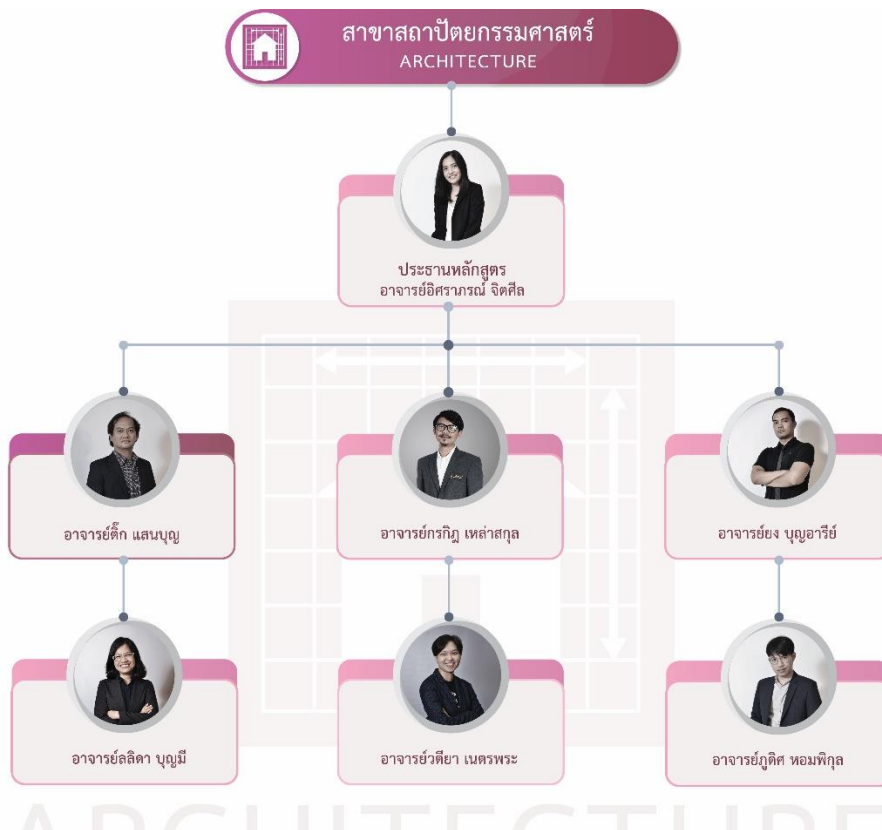 สาขาสถาปัตยกรรมศาสตร์
ARCHITECTURE
ประธานหลักสูตร
อาจารย์อิศราภรณ์ จิตศีล
อาจารย์ติ๊ก แสนบุญ
อาจารย์กรกิฎ เหล่าสกุล
อาจารย์ยง บุญอารีย์
อาจารย์ลลิดา บุญมี
อาจารย์วดียา เนตรพระ
อาจารย์ภูดิศ หอมพิกุล
ARCHITECTURE